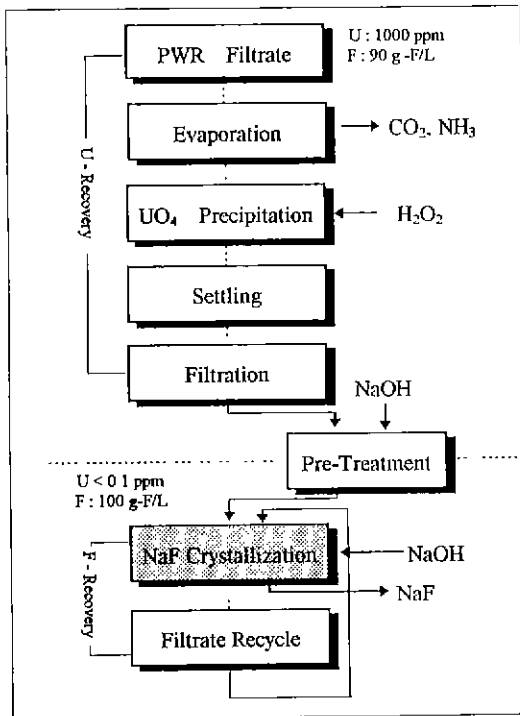 PWR Filtrate
U : 1000 ppm
F : 90 g -F/L
Evaporation
CO₂, NH₃
U - Recovery
UO₄ Precipitation
H₂O₂
Settling
Filtration
NaOH
Pre-Treatment
U < 0 1 ppm
F : 100 g-F/L
NaF Crystallization
NaOH
NaF
F - Recovery
Filtrate Recycle